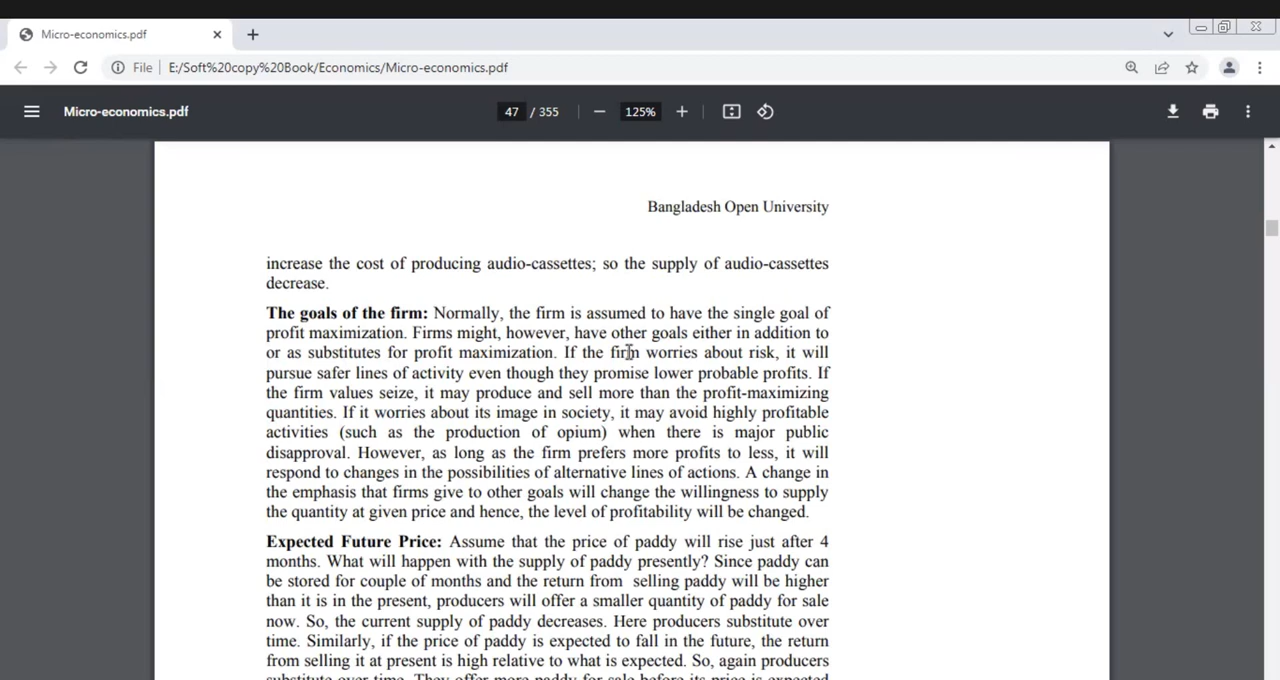 Micro-economics.pdf
File E:/Soft%20copy%20Book/Economics/Micro-economics.pdf
Micro-economics.pdf 47 / 355 125%
Bangladesh Open University
increase the cost of producing audio-cassettes; so the supply of audio-cassettes
decrease.
The goals of the firm: Normally, the firm is assumed to have the single goal of
profit maximization. Firms might, however, have other goals either in addition to
or as substitutes for profit maximization. If the firm worries about risk, it will
pursue safer lines of activity even though they promise lower probable profits. If
the firm values seize, it may produce and sell more than the profit-maximizing
quantities. If it worries about its image in society, it may avoid highly profitable
activities (such as the production of opium) when there is major public
disapproval. However, as long as the firm prefers more profits to less, it will
respond to changes in the possibilities of alternative lines of actions. A change in
the emphasis that firms give to other goals will change the willingness to supply
the quantity at given price and hence, the level of profitability will be changed.
Expected Future Price: Assume that the price of paddy will rise just after 4
months. What will happen with the supply of paddy presently? Since paddy can
be stored for couple of months and the return from selling paddy will be higher
than it is in the present, producers will offer a smaller quantity of paddy for sale
now. So, the current supply of paddy decreases. Here producers substitute over
time. Similarly, if the price of paddy is expected to fall in the future, the return
from selling it at present is high relative to what is expected. So, again producers
substitute over time. They offer more paddy for sale before its price is expected